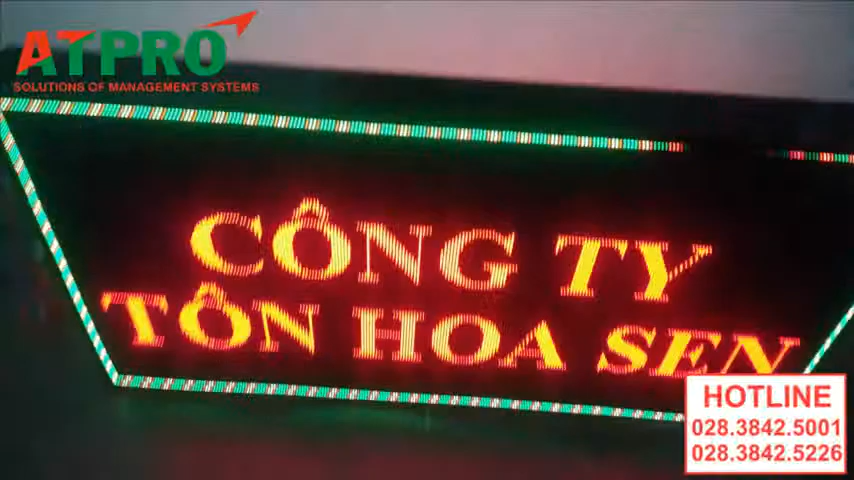 ATPRO
SOLUTIONS OF MANAGEMENT SYSTEMS
CÔNG TY
TÔN HOA SEN
HOTLINE
028.3842.5001
028.3842.5226